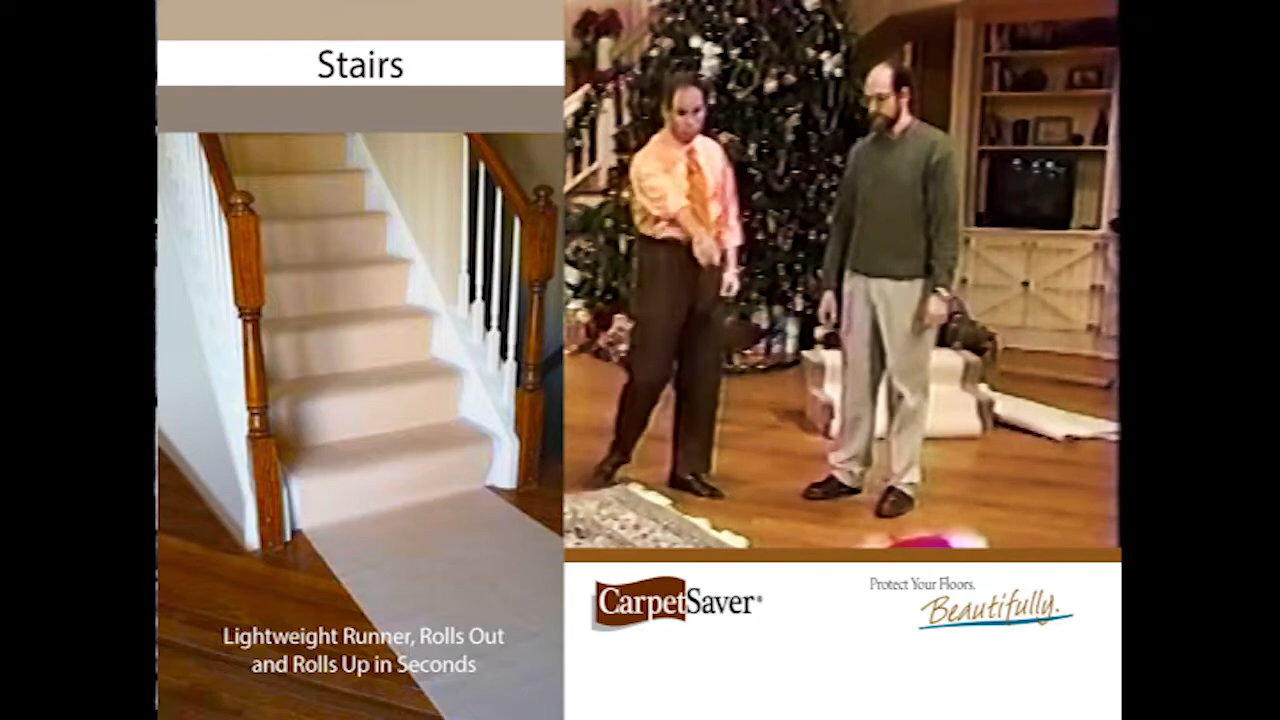 Stairs
Lightweight Runner, Rolls Out
and Rolls Up in Seconds
CarpetSaver®
Protect Your Floors.
Beautifully.